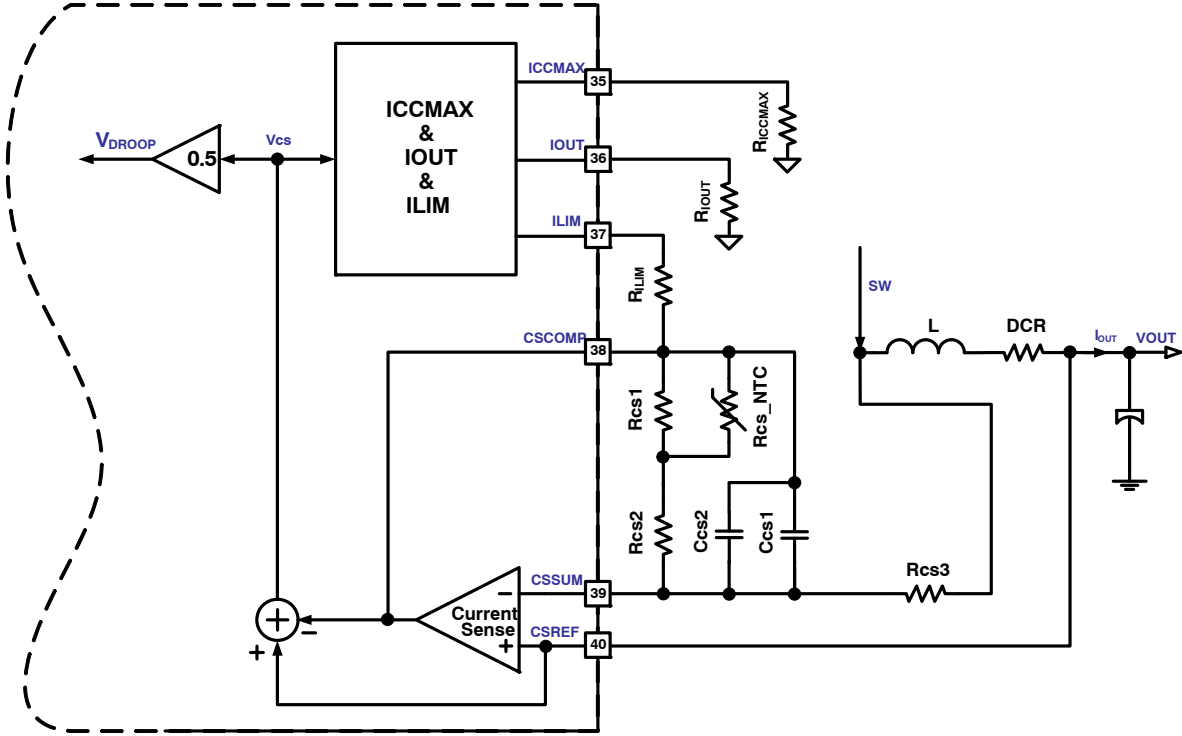 ICCMAX
35
ICCMAX
&
IOUT
&
ILIM
RICCMAX
VDROOP
0.5
Vcs
IOUT
36
RIOUT
ILIM
37
RILIM
SW
CSCOMP
38
L
DCR
IOUT
VOUT
Rcs1
Rcs_NTC
Rcs2
Ccs2
Ccs1
Rcs3
CSSUM
39
Current
Sense
−
+
CSREF
40
+
−
+